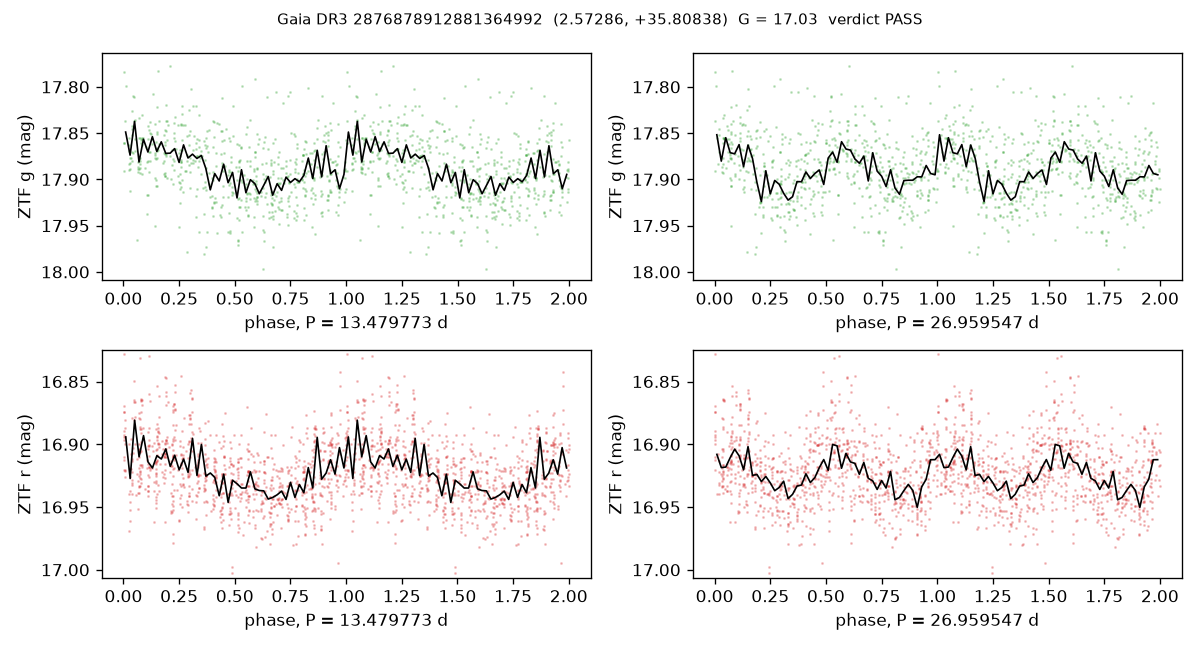 Gaia DR3 2876878912881364992 (2.57286, +35.80838) G = 17.03 verdict PASS
ZTF g (mag)
17.80
17.85
17.90
17.95
18.00
0.00 0.25 0.50 0.75 1.00 1.25 1.50 1.75 2.00
phase, P = 13.479773 d
ZTF g (mag)
17.80
17.85
17.90
17.95
18.00
0.00 0.25 0.50 0.75 1.00 1.25 1.50 1.75 2.00
phase, P = 26.959547 d
ZTF r (mag)
16.85
16.90
16.95
17.00
0.00 0.25 0.50 0.75 1.00 1.25 1.50 1.75 2.00
phase, P = 13.479773 d
ZTF r (mag)
16.85
16.90
16.95
17.00
0.00 0.25 0.50 0.75 1.00 1.25 1.50 1.75 2.00
phase, P = 26.959547 d